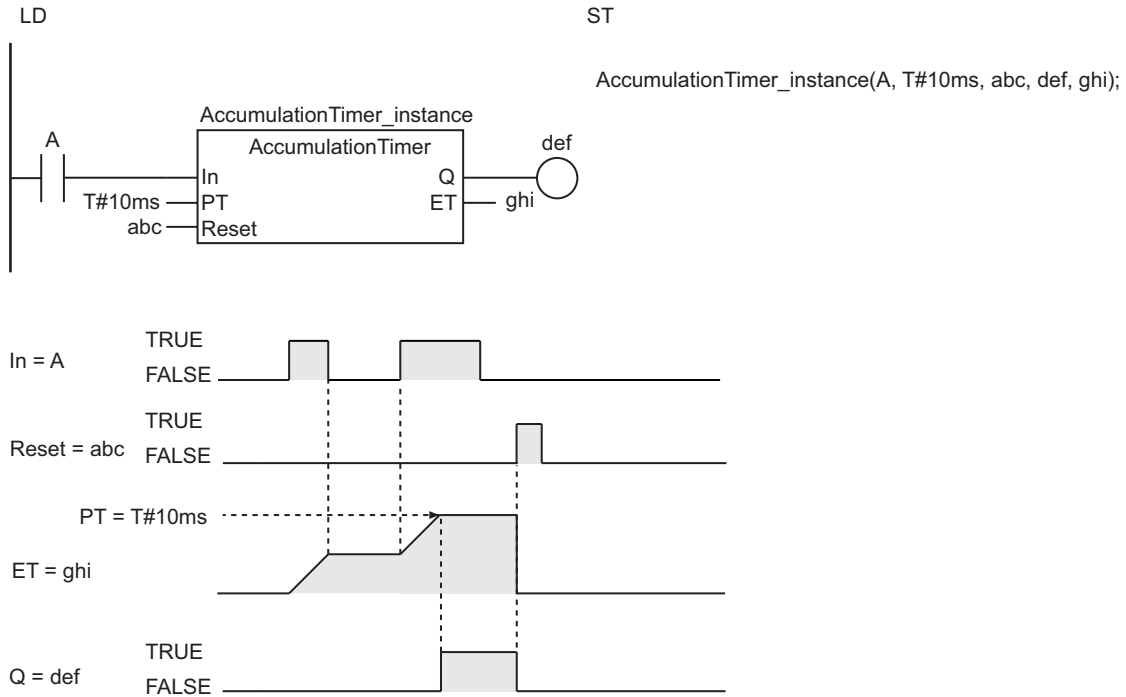 LD
ST
AccumulationTimer_instance(A, T#10ms, abc, def, ghi);
AccumulationTimer_instance
A
AccumulationTimer
def
In
Q
T#10ms
PT
ET
ghi
abc
Reset
In = A
TRUE
FALSE
Reset = abc
TRUE
FALSE
PT = T#10ms
ET = ghi
Q = def
TRUE
FALSE